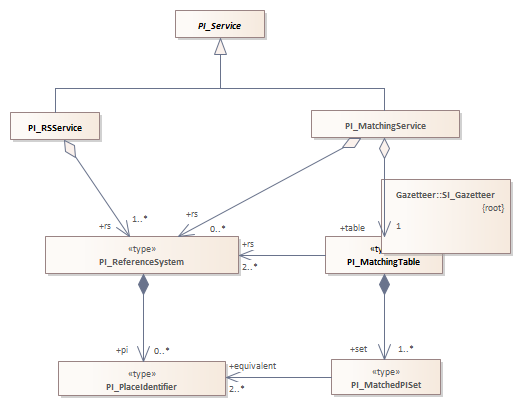 PI_Service
PI_RSService
PI_MatchingService
Gazetteer::SI_Gazetteer
{root}
+rs
1..*
+rs
0..*
+table
1
«type»
PI_ReferenceSystem
+rs
2..*
PI_MatchingTable
+pi
0..*
+set
1..*
«type»
PI_PlaceIdentifier
+equivalent
2..*
«type»
PI_MatchedPISet